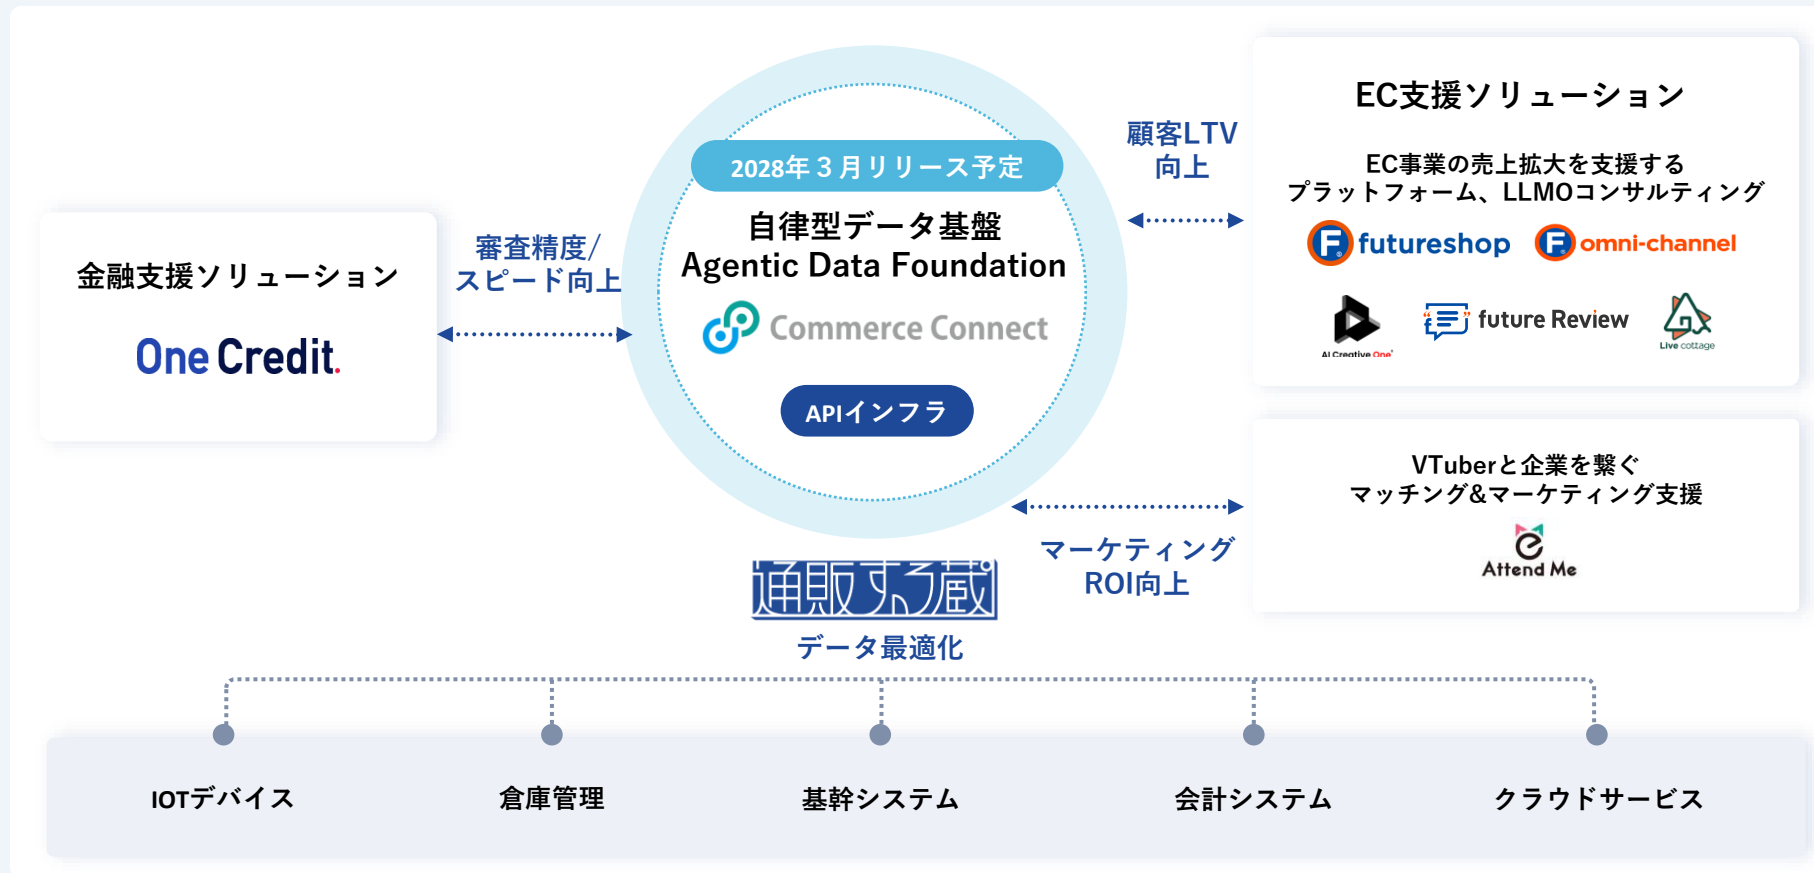 2028年３月リリース予定
自律型データ基盤
Agentic Data Foundation
Commerce Connect
APIインフラ
金融支援ソリューション
One Credit.
審査精度/
スピード向上
顧客LTV
向上
EC支援ソリューション
EC事業の売上拡大を支援する
プラットフォーム、LLMOコンサルティング
futureshop
omni-channel
AI Creative One
future Review
Live cottage
VTuberと企業を繋ぐ
マッチング&マーケティング支援
Attend Me
マーケティング
ROI向上
通販する蔵
データ最適化
IOTデバイス
倉庫管理
基幹システム
会計システム
クラウドサービス